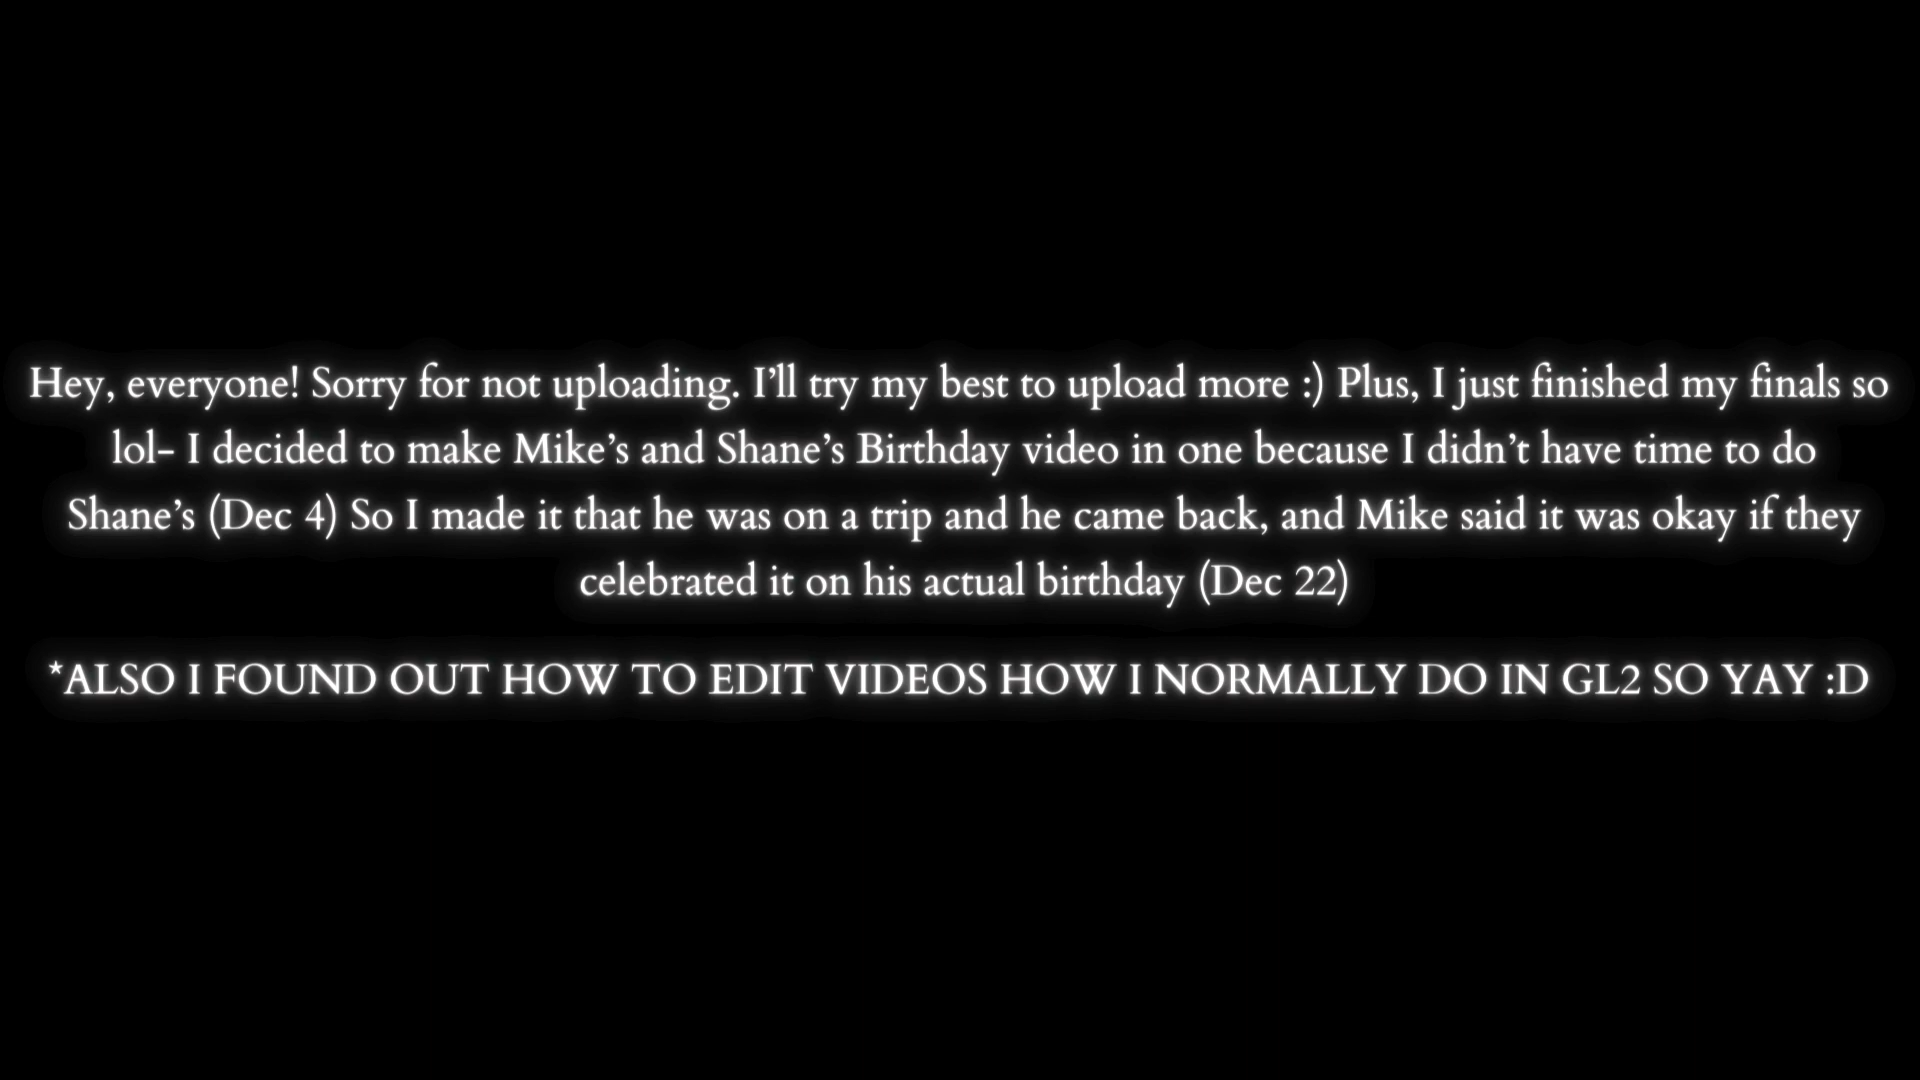 Hey, everyone! Sorry for not uploading. I’ll try my best to upload more :) Plus, I just finished my finals so
lol- I decided to make Mike’s and Shane’s Birthday video in one because I didn’t have time to do
Shane’s (Dec 4) So I made it that he was on a trip and he came back, and Mike said it was okay if they
celebrated it on his actual birthday (Dec 22)
*ALSO I FOUND OUT HOW TO EDIT VIDEOS HOW I NORMALLY DO IN GL2 SO YAY :D